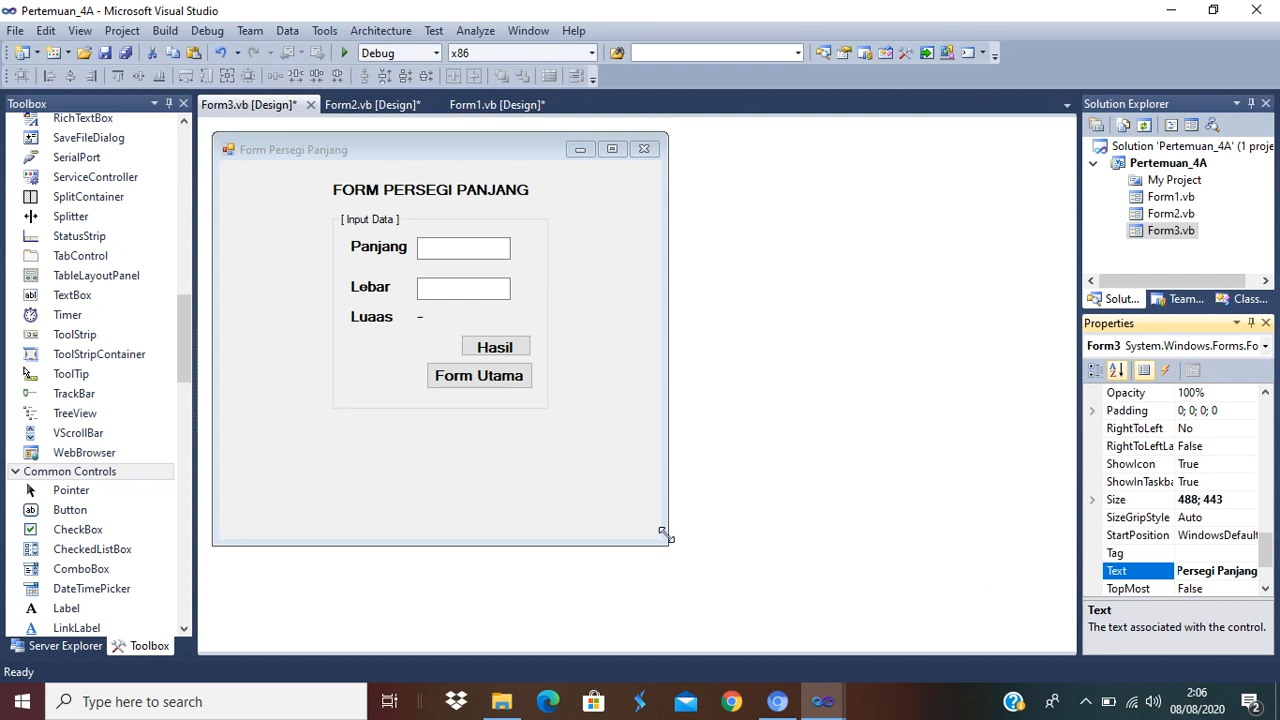 Pertemuan_4A - Microsoft Visual Studio
File Edit View Project Build Debug Team Data Tools Architecture Test Analyze Window Help
Debug x86
Toolbox
Form3.vb [Design]* Form2.vb [Design]* Form1.vb [Design]*
Solution Explorer
RichTextBox
SaveFileDialog
SerialPort
ServiceController
SplitContainer
Splitter
StatusStrip
TabControl
TableLayoutPanel
TextBox
Timer
ToolStrip
ToolStripContainer
ToolTip
TrackBar
TreeView
VScrollBar
WebBrowser
Common Controls
Pointer
Button
CheckBox
CheckedListBox
ComboBox
DateTimePicker
Label
LinkLabel
Server Explorer Toolbox
Form Persegi Panjang
FORM PERSEGI PANJANG
[ Input Data ]
Panjang
Lebar
Luaas -
Hasil
Form Utama
Solution 'Pertemuan_4A' (1 proje
Pertemuan_4A
My Project
Form1.vb
Form2.vb
Form3.vb
Solut... Team... Class...
Properties
Form3 System.Windows.Forms.Fo
Opacity 100%
Padding 0; 0; 0; 0
RightToLeft No
RightToLeftLa False
ShowIcon True
ShowInTaskba True
Size 488; 443
SizeGripStyle Auto
StartPosition WindowsDefault
Tag
Text Persegi Panjang
TopMost False
Text
The text associated with the control.
Ready
Type here to search
2:06
08/08/2020
2